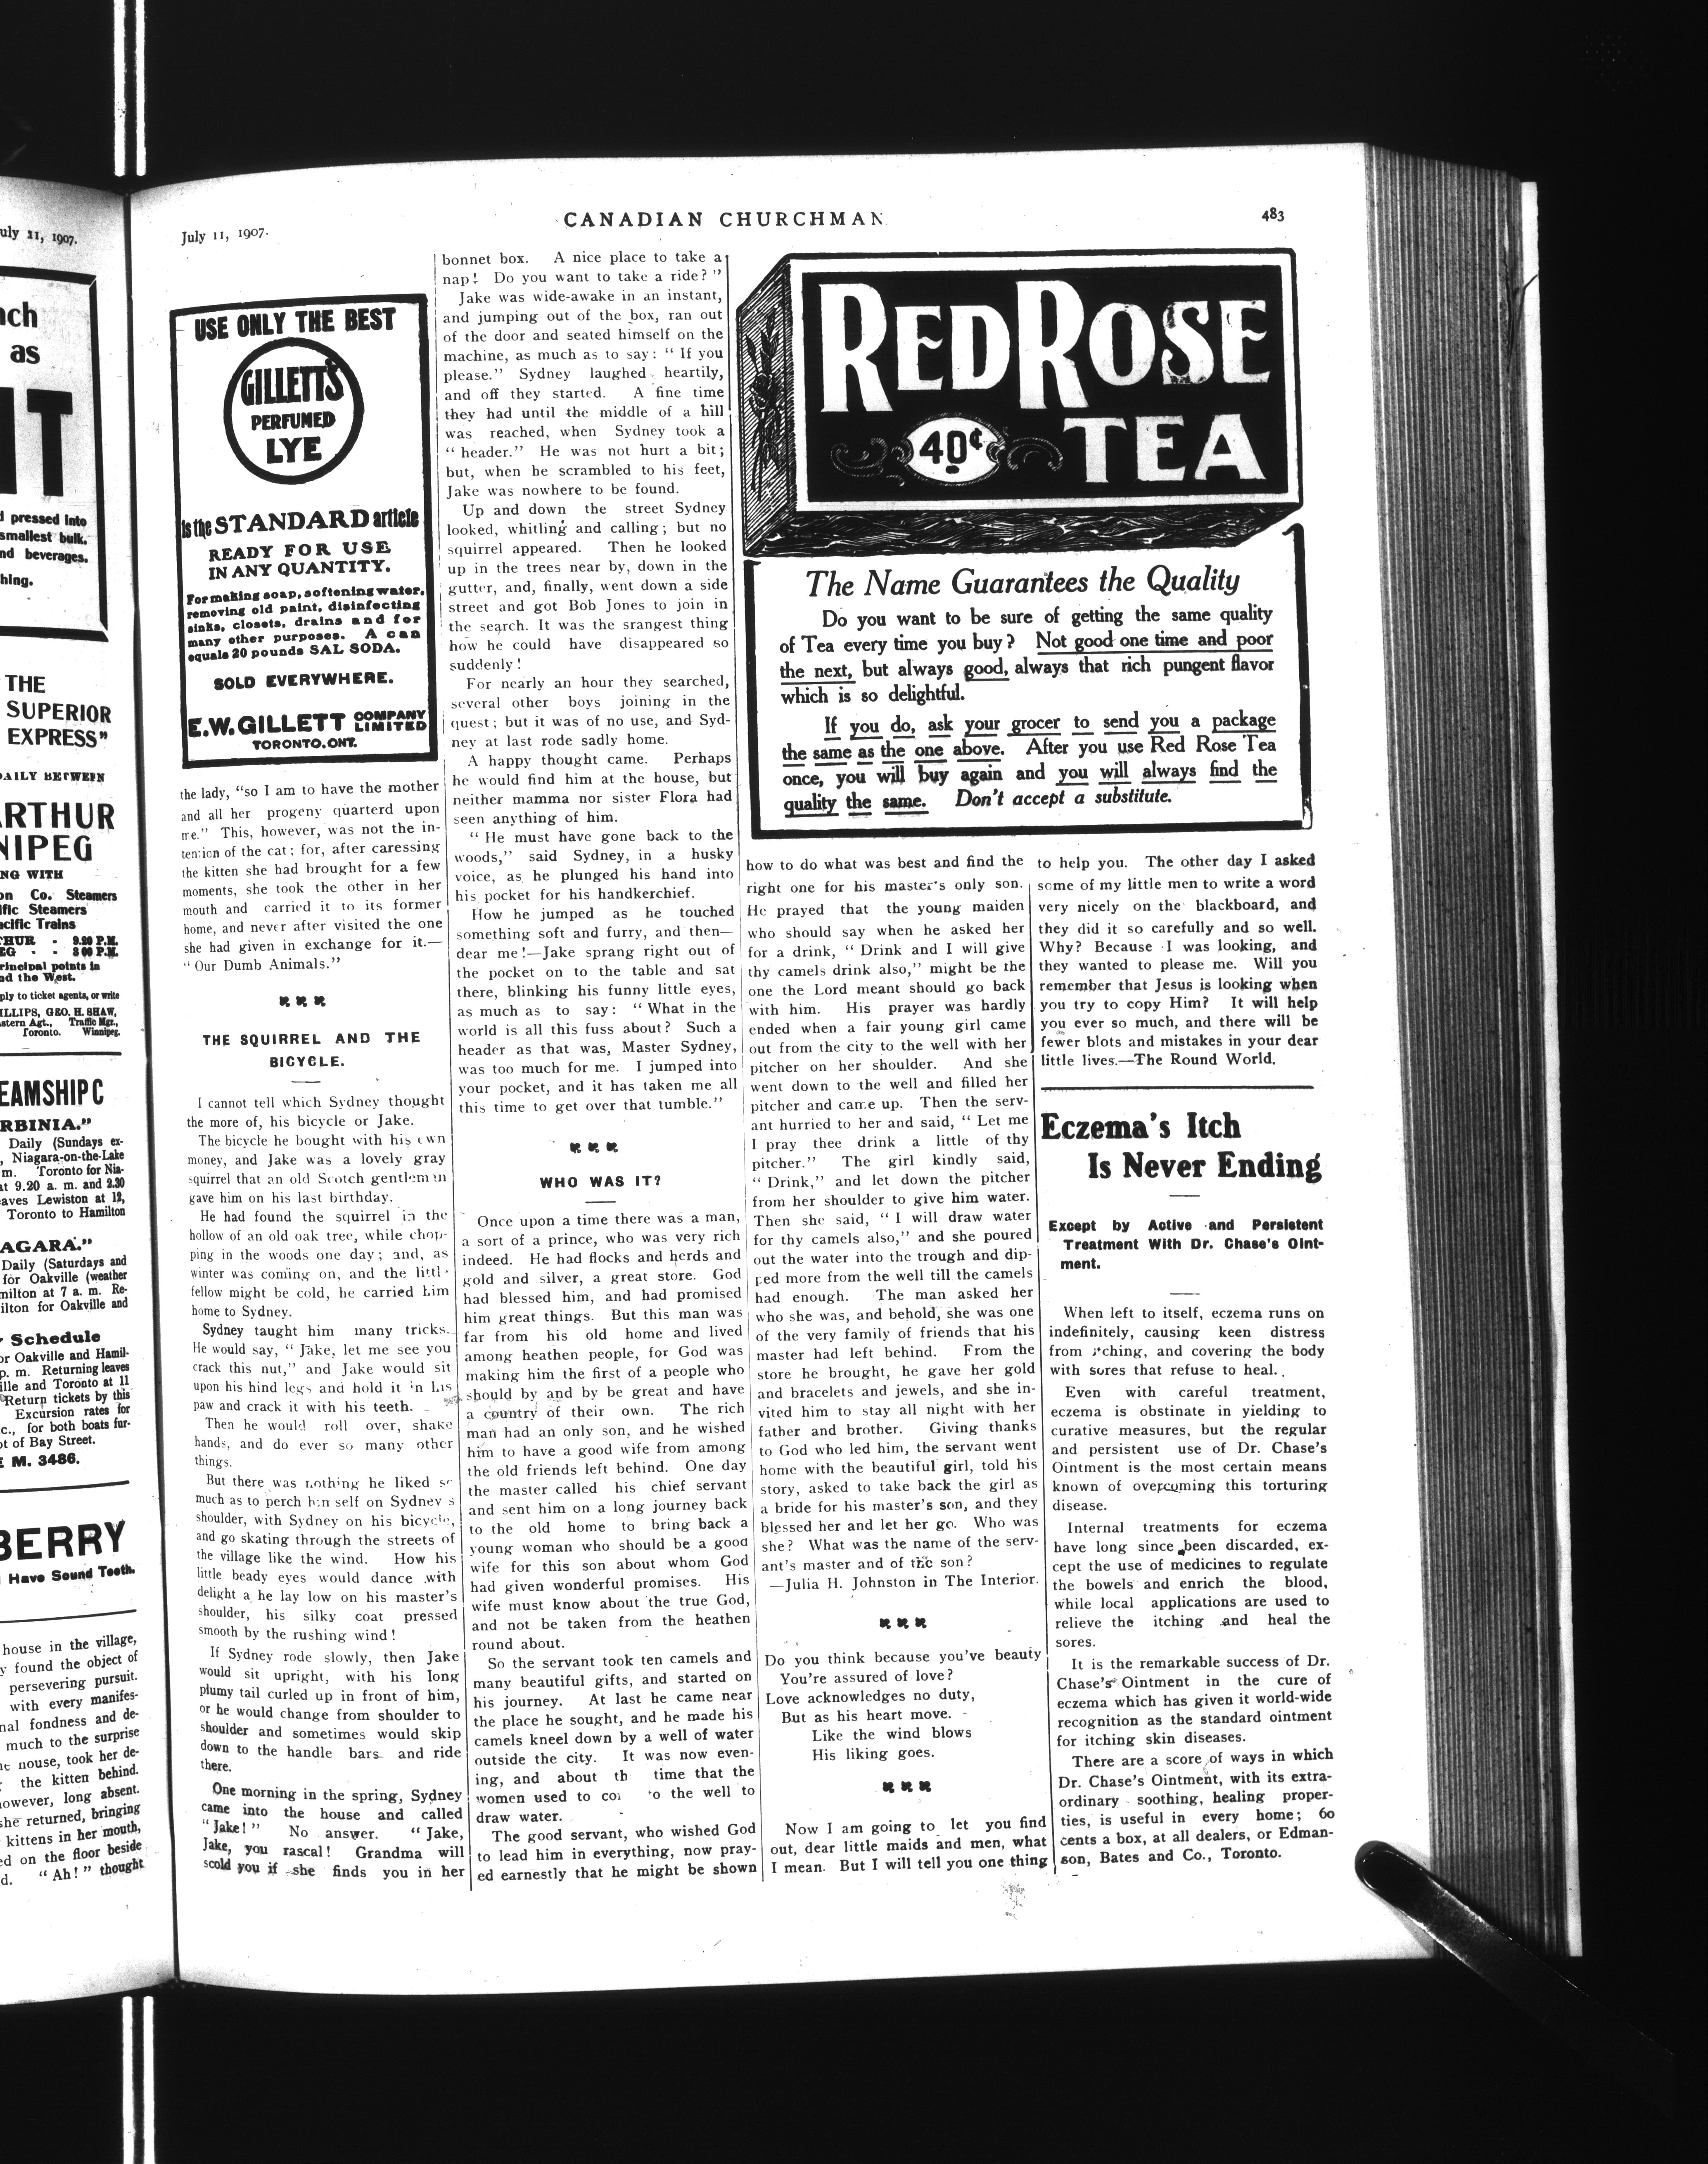 July 11, 1907.
CANADIAN CHURCHMAN
483
USE ONLY THE BEST
GILLETT'S
PERFUMED
LYE
Is the STANDARD article
READY FOR USE
IN ANY QUANTITY.
For making soap, softening water,
removing old paint, disinfecting
sinks, closets, drains and for
many other purposes. A can
equals 20 pounds SAL SODA.
SOLD EVERYWHERE.
E.W. GILLETT COMPANY LIMITED
TORONTO. ONT.
the lady, "so I am to have the mother
and all her progeny quarterd upon
me." This, however, was not the in-
tention of the cat; for, after caressing
the kitten she had brought for a few
moments, she took the other in her
mouth and carried it to its former
home, and never after visited the one
she had given in exchange for it.—
"Our Dumb Animals."
THE SQUIRREL AND THE
BICYCLE.
I cannot tell which Sydney thought
the more of, his bicycle or Jake.
The bicycle he bought with his own
money, and Jake was a lovely gray
squirrel that an old Scotch gentleman
gave him on his last birthday.
He had found the squirrel in the
hollow of an old oak tree, while chop-
ping in the woods one day; and, as
winter was coming on, and the little
fellow might be cold, he carried him
home to Sydney.
Sydney taught him many tricks.
He would say, "Jake, let me see you
crack this nut," and Jake would sit
upon his hind legs and hold it in his
paw and crack it with his teeth.
Then he would roll over, shake
hands, and do ever so many other
things.
But there was nothing he liked so
much as to perch himself on Sydney's
shoulder, with Sydney on his bicycle,
and go skating through the streets of
the village like the wind. How his
little beady eyes would dance with
delight a he lay low on his master's
shoulder, his silky coat pressed
smooth by the rushing wind!
If Sydney rode slowly, then Jake
would sit upright, with his long
plumy tail curled up in front of him,
or he would change from shoulder to
shoulder and sometimes would skip
down to the handle bars and ride
there.
One morning in the spring, Sydney
came into the house and called
"Jake!" No answer. "Jake,
Jake, you rascal! Grandma will
scold you if she finds you in her
bonnet box. A nice place to take a
nap! Do you want to take a ride?"
Jake was wide-awake in an instant,
and jumping out of the box, ran out
of the door and seated himself on the
machine, as much as to say: "If you
please." Sydney laughed heartily,
and off they started. A fine time
they had until the middle of a hill
was reached, when Sydney took a
"header." He was not hurt a bit;
but, when he scrambled to his feet,
Jake was nowhere to be found.
Up and down the street Sydney
looked, whitling and calling; but no
squirrel appeared. Then he looked
up in the trees near by, down in the
gutter, and, finally, went down a side
street and got Bob Jones to join in
the search. It was the srangest thing
how he could have disappeared so
suddenly!
For nearly an hour they searched,
several other boys joining in the
quest; but it was of no use, and Syd-
ney at last rode sadly home.
A happy thought came. Perhaps
he would find him at the house, but
neither mamma nor sister Flora had
seen anything of him.
"He must have gone back to the
woods," said Sydney, in a husky
voice, as he plunged his hand into
his pocket for his handkerchief.
How he jumped as he touched
something soft and furry, and then—
dear me!—Jake sprang right out of
the pocket on to the table and sat
there, blinking his funny little eyes,
as much as to say: "What in the
world is all this fuss about? Such a
header as that was, Master Sydney,
was too much for me. I jumped into
your pocket, and it has taken me all
this time to get over that tumble."
WHO WAS IT?
Once upon a time there was a man,
a sort of a prince, who was very rich
indeed. He had flocks and herds and
gold and silver, a great store. God
had blessed him, and had promised
him great things. But this man was
far from his old home and lived
among heathen people, for God was
making him the first of a people who
should by and by be great and have
a country of their own. The rich
man had an only son, and he wished
him to have a good wife from among
the old friends left behind. One day
the master called his chief servant
and sent him on a long journey back
to the old home to bring back a
young woman who should be a good
wife for this son about whom God
had given wonderful promises. His
wife must know about the true God,
and not be taken from the heathen
round about.
So the servant took ten camels and
many beautiful gifts, and started on
his journey. At last he came near
the place he sought, and he made his
camels kneel down by a well of water
outside the city. It was now even-
ing, and about th time that the
women used to co to the well to
draw water.
The good servant, who wished God
to lead him in everything, now pray-
ed earnestly that he might be shown
RED ROSE
TEA
40¢
The Name Guarantees the Quality
Do you want to be sure of getting the same quality
of Tea every time you buy? Not good one time and poor
the next, but always good, always that rich pungent flavor
which is so delightful.
If you do, ask your grocer to send you a package
the same as the one above. After you use Red Rose Tea
once, you will buy again and you will always find the
quality the same. Don't accept a substitute.
how to do what was best and find the
right one for his master's only son.
He prayed that the young maiden
who should say when he asked her
for a drink, "Drink and I will give
thy camels drink also," might be the
one the Lord meant should go back
with him. His prayer was hardly
ended when a fair young girl came
out from the city to the well with her
pitcher on her shoulder. And she
went down to the well and filled her
pitcher and came up. Then the serv-
ant hurried to her and said, "Let me
I pray thee drink a little of thy
pitcher." The girl kindly said,
"Drink," and let down the pitcher
from her shoulder to give him water.
Then she said, "I will draw water
for thy camels also," and she poured
out the water into the trough and dip-
ped more from the well till the camels
had enough. The man asked her
who she was, and behold, she was one
of the very family of friends that his
master had left behind. From the
store he brought, he gave her gold
and bracelets and jewels, and she in-
vited him to stay all night with her
father and brother. Giving thanks
to God who led him, the servant went
home with the beautiful girl, told his
story, asked to take back the girl as
a bride for his master's son, and they
blessed her and let her go. Who was
she? What was the name of the serv-
ant's master and of the son?
—Julia H. Johnston in The Interior.
Do you think because you've beauty
You're assured of love?
Love acknowledges no duty,
But as his heart move.
Like the wind blows
His liking goes.
Now I am going to let you find
out, dear little maids and men, what
I mean. But I will tell you one thing
to help you. The other day I asked
some of my little men to write a word
very nicely on the blackboard, and
they did it so carefully and so well.
Why? Because I was looking, and
they wanted to please me. Will you
remember that Jesus is looking when
you try to copy Him? It will help
you ever so much, and there will be
fewer blots and mistakes in your dear
little lives.—The Round World.
Eczema's Itch
Is Never Ending
Except by Active and Persistent
Treatment With Dr. Chase's Oint-
ment.
When left to itself, eczema runs on
indefinitely, causing keen distress
from itching, and covering the body
with sores that refuse to heal.
Even with careful treatment,
eczema is obstinate in yielding to
curative measures, but the regular
and persistent use of Dr. Chase's
Ointment is the most certain means
known of overcoming this torturing
disease.
Internal treatments for eczema
have long since been discarded, ex-
cept the use of medicines to regulate
the bowels and enrich the blood,
while local applications are used to
relieve the itching and heal the
sores.
It is the remarkable success of Dr.
Chase's Ointment in the cure of
eczema which has given it world-wide
recognition as the standard ointment
for itching skin diseases.
There are a score of ways in which
Dr. Chase's Ointment, with its extra-
ordinary soothing, healing proper-
ties, is useful in every home; 60
cents a box, at all dealers, or Edman-
son, Bates and Co., Toronto.